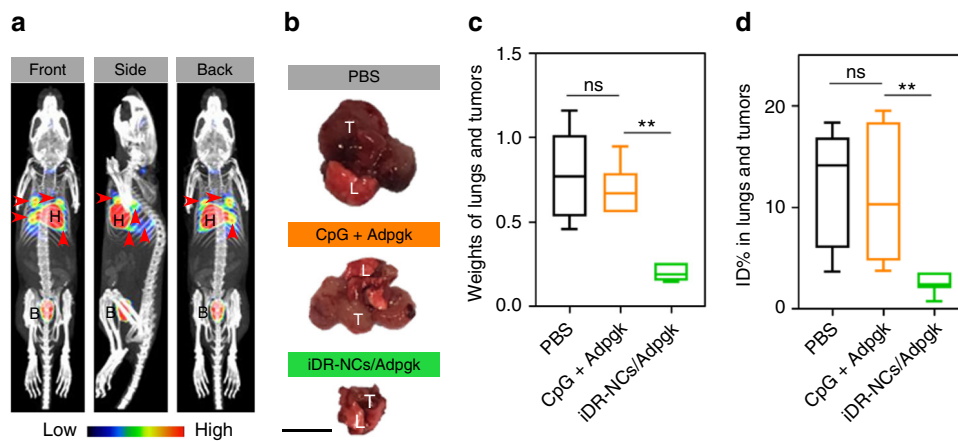 a
Front Side Back
H H H
B B B
Low High
b
PBS
T
L
CpG + Adpgk
L
T
iDR-NCs/Adpgk
T
L
c
Weights of lungs and tumors
1.5
1.0
0.5
0.0
ns
**
PBS
CpG + Adpgk
iDR-NCs/Adpgk
d
ID% in lungs and tumors
20
10
0
ns
**
PBS
CpG + Adpgk
iDR-NCs/Adpgk